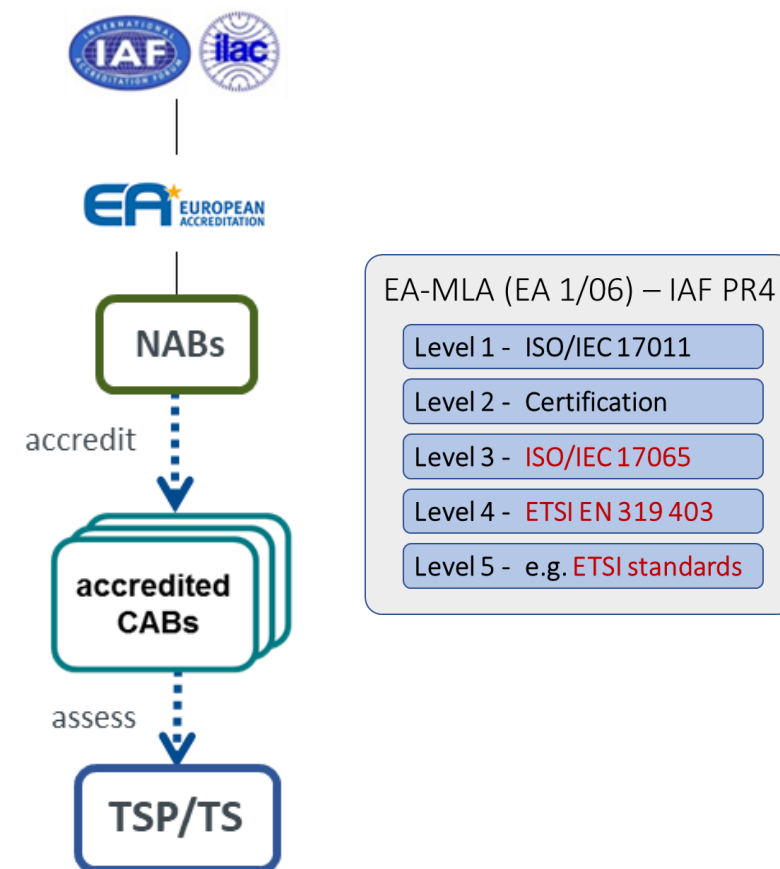 INTERNATIONAL
IAF
ACCREDITATION FORUM
ilac
EA EUROPEAN
ACCREDITATION
NABs
accredit
accredited
CABs
assess
TSP/TS
EA-MLA (EA 1/06) – IAF PR4
Level 1 - ISO/IEC 17011
Level 2 - Certification
Level 3 - ISO/IEC 17065
Level 4 - ETSI EN 319 403
Level 5 - e.g. ETSI standards